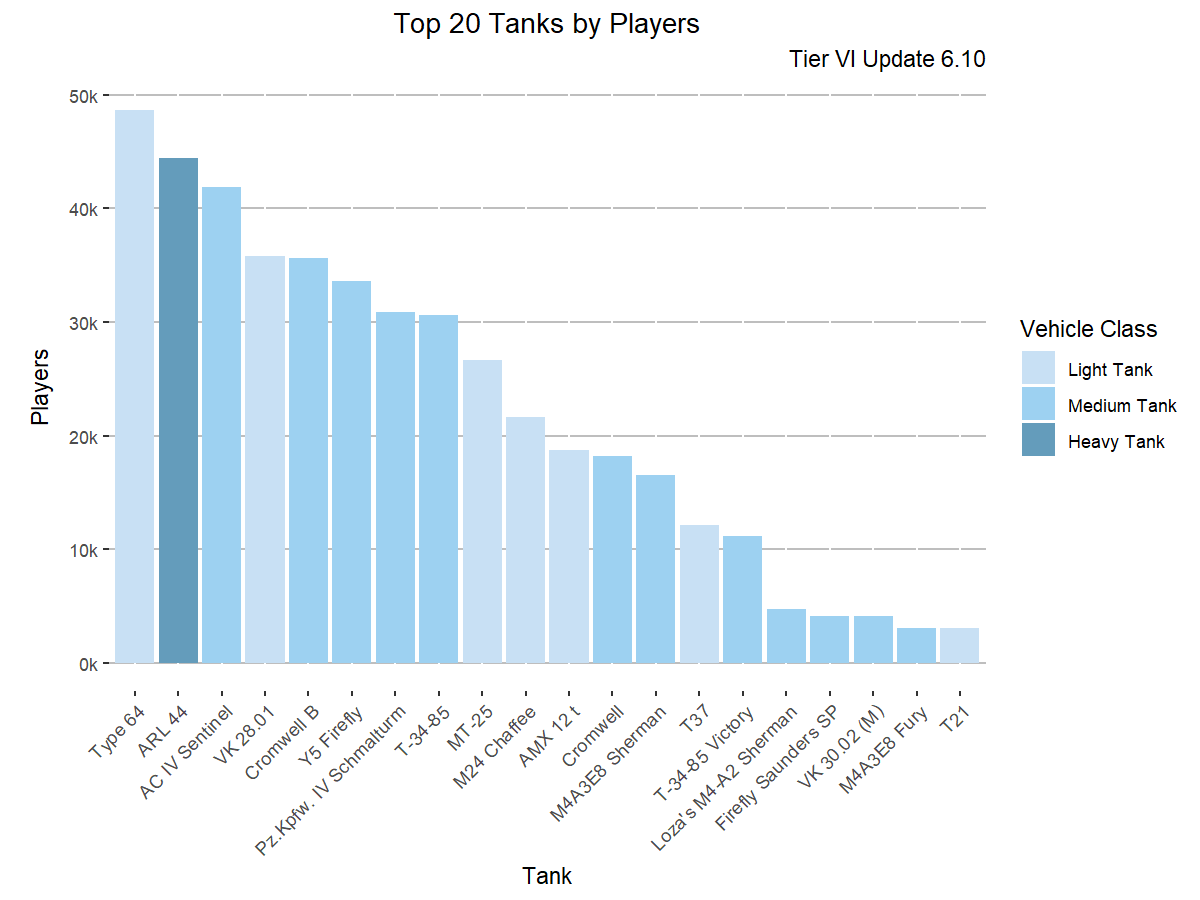 Top 20 Tanks by Players
Tier VI Update 6.10
50k
40k
30k
20k
10k
0k
Players
Type 64
ARL 44
AC IV Sentinel
VK 28.01
Cromwell B
Y5 Firefly
Pz.Kpfw. IV Schmalturm
T-34-85
MT-25
M24 Chaffee
AMX 12 t
Cromwell
M4A3E8 Sherman
T37
T-34-85 Victory
Loza's M4-A2 Sherman
Firefly Saunders SP
VK 30.02 (M)
M4A3E8 Fury
T21
Tank
Vehicle Class
Light Tank
Medium Tank
Heavy Tank